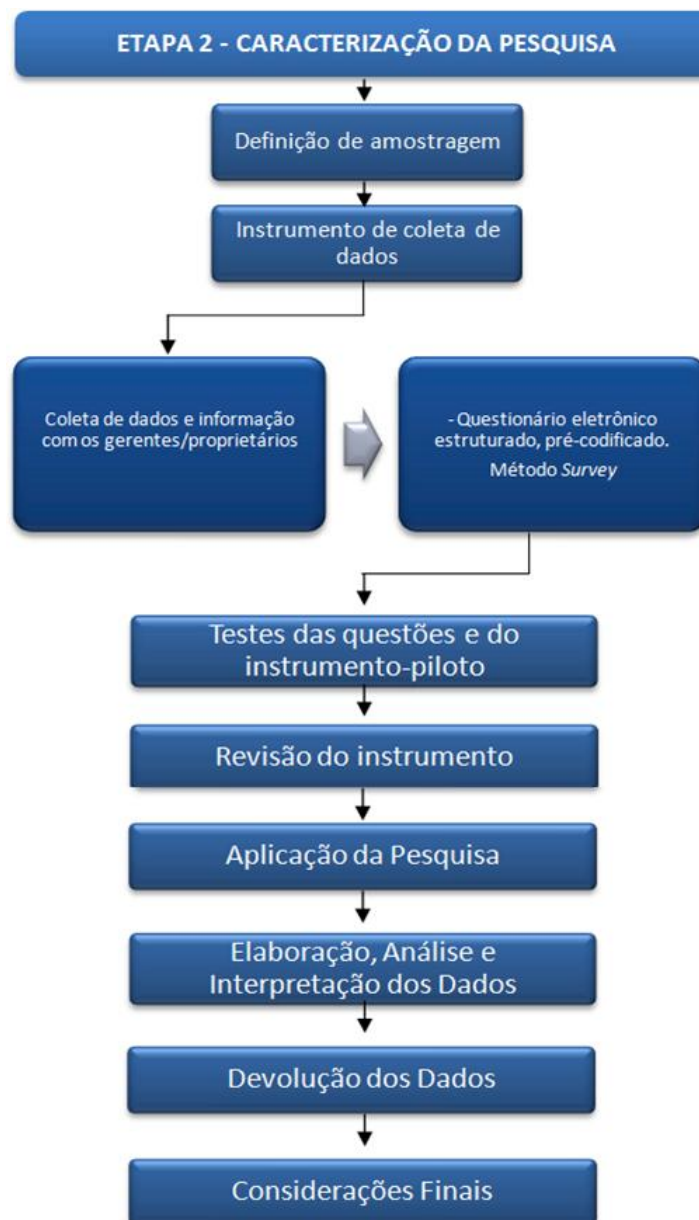 ETAPA 2 - CARACTERIZAÇÃO DA PESQUISA
Definição de amostragem
Instrumento de coleta de
dados
Coleta de dados e informação
com os gerentes/proprietários
- Questionário eletrônico
estruturado, pré-codificado.
Método Survey
Testes das questões e do
instrumento-piloto
Revisão do instrumento
Aplicação da Pesquisa
Elaboração, Análise e
Interpretação dos Dados
Devolução dos Dados
Considerações Finais